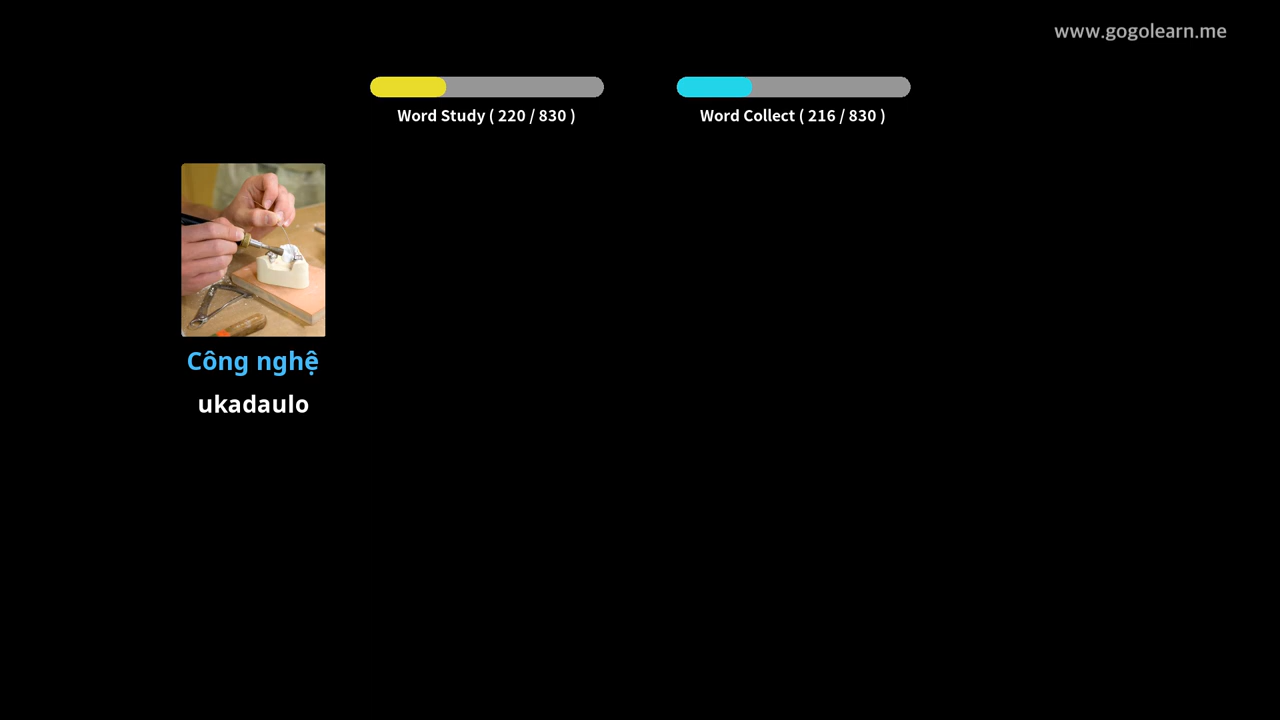 www.gogolearn.me
Word Study ( 220 / 830 )
Word Collect ( 216 / 830 )
Công nghệ
ukadaulo